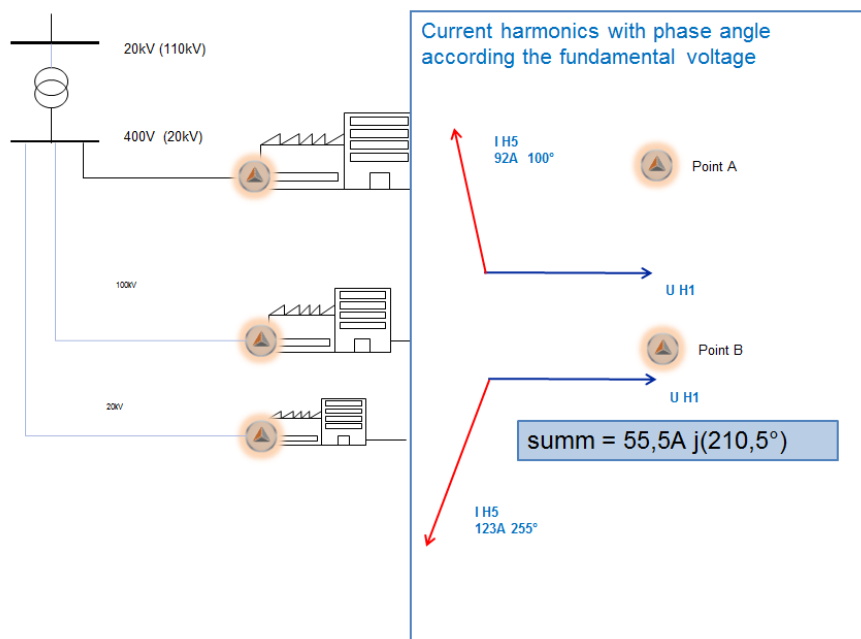 Current harmonics with phase angle
according the fundamental voltage
20kV (110kV)
400V (20kV)
I H5
92A 100°
Point A
U H1
100kV
Point B
U H1
20kV
summ = 55,5A j(210,5°)
I H5
123A 255°